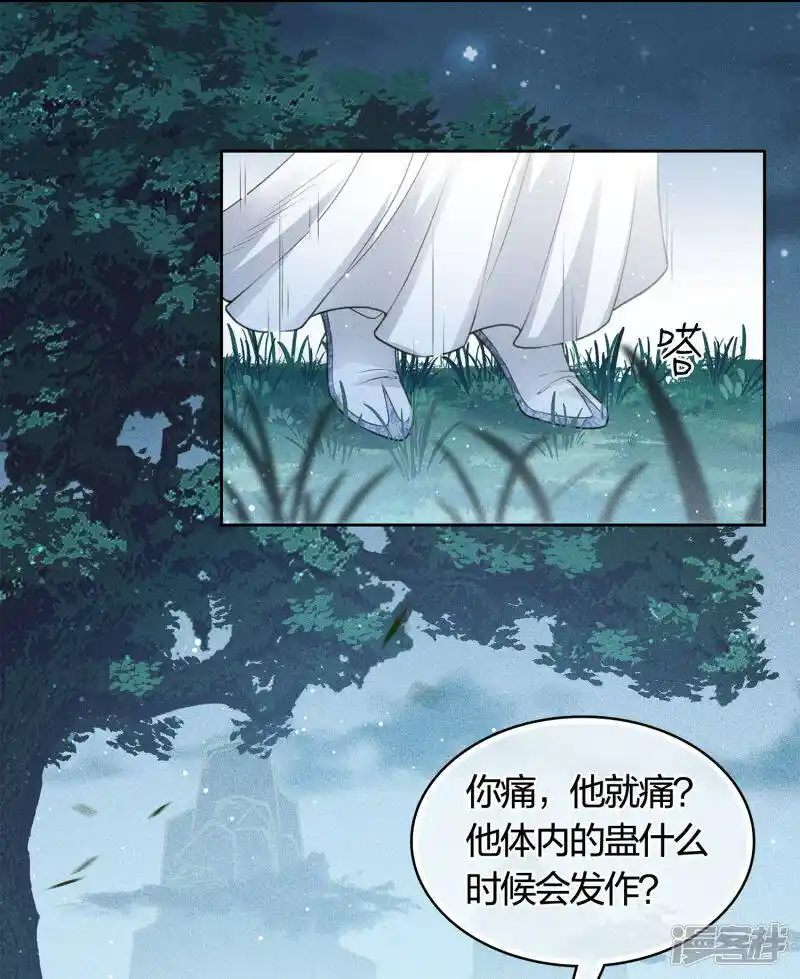 嗒
你痛，他就痛？
他体内的蛊什么
时候会发作？
漫客栈